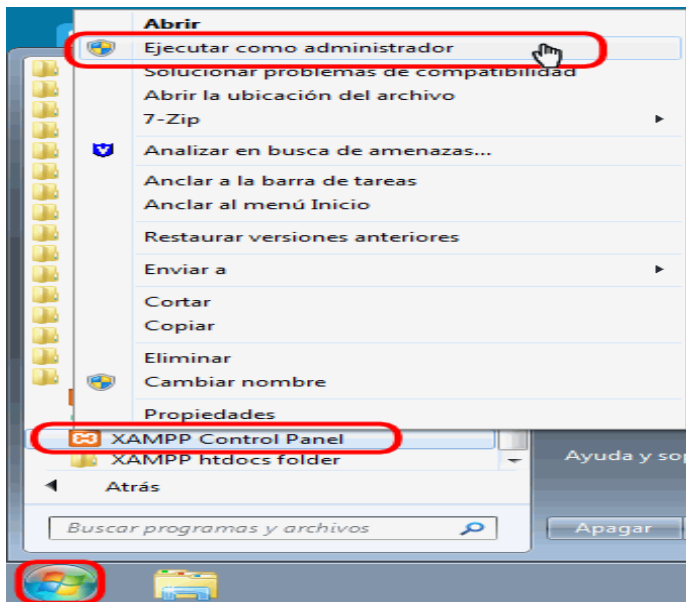 Abrir
Ejecutar como administrador
Solucionar problemas de compatibilidad
Abrir la ubicación del archivo
7-Zip
Analizar en busca de amenazas...
Anclar a la barra de tareas
Anclar al menú Inicio
Restaurar versiones anteriores
Enviar a
Cortar
Copiar
Eliminar
Cambiar nombre
Propiedades
XAMPP Control Panel
XAMPP htdocs folder
Ayuda y sop
Atrás
Buscar programas y archivos
Apagar